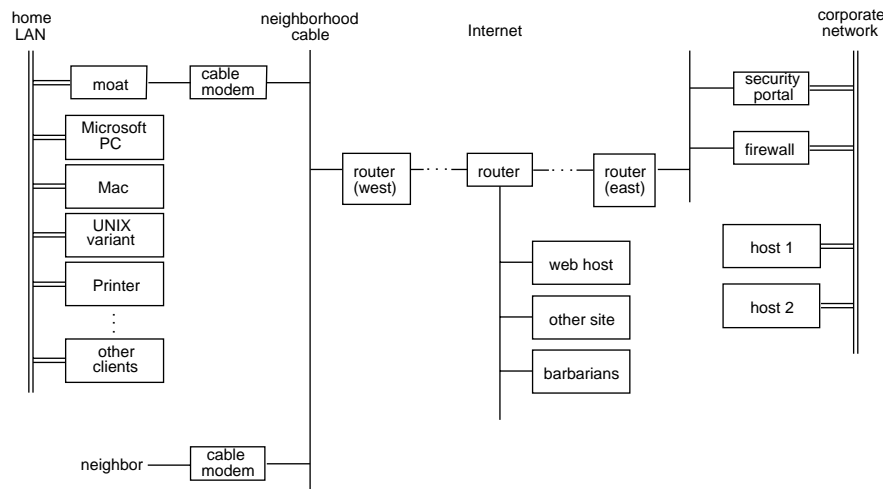 home
LAN
neighborhood
cable
Internet
corporate
network
moat
cable
modem
security
portal
Microsoft
PC
firewall
router
(west)
router
router
(east)
Mac
UNIX
variant
web host
host 1
Printer
other site
host 2
other
clients
barbarians
neighbor
cable
modem